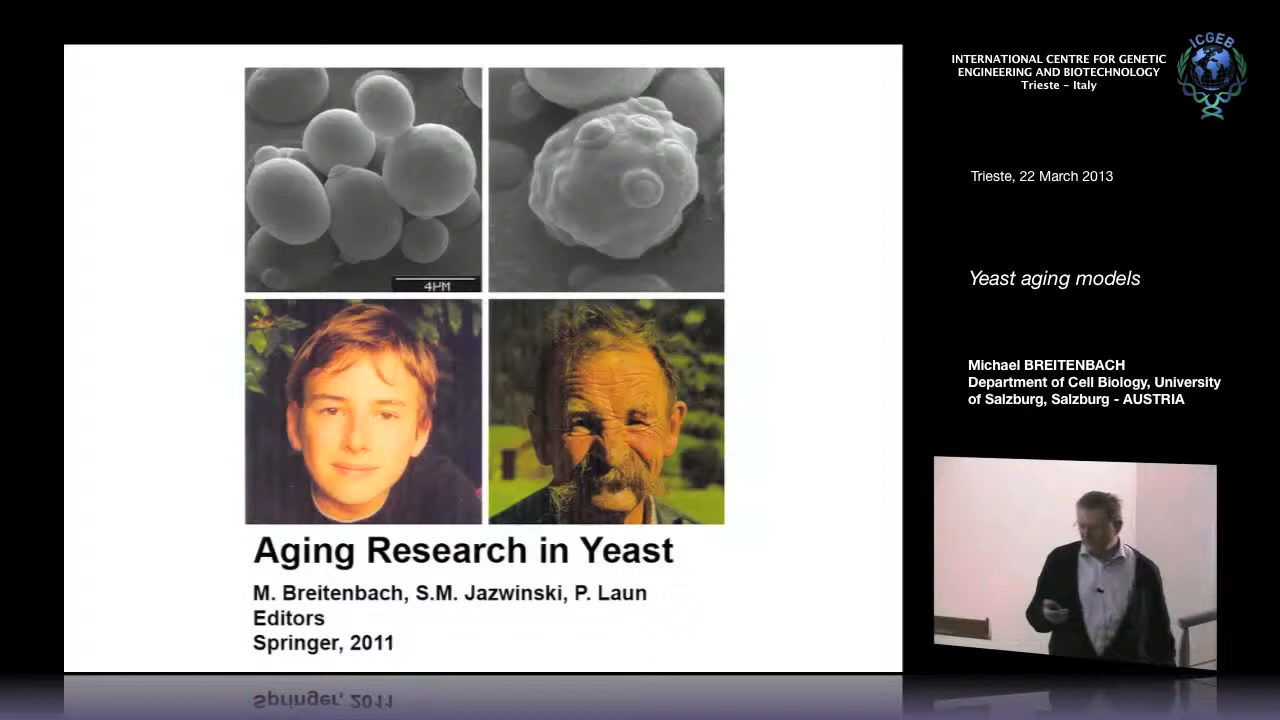 4µM
Aging Research in Yeast
M. Breitenbach, S.M. Jazwinski, P. Laun
Editors
Springer, 2011
Springer, 2011
ICGEB
INTERNATIONAL CENTRE FOR GENETIC
ENGINEERING AND BIOTECHNOLOGY
Trieste - Italy
Trieste, 22 March 2013
Yeast aging models
Michael BREITENBACH
Department of Cell Biology, University
of Salzburg, Salzburg - AUSTRIA